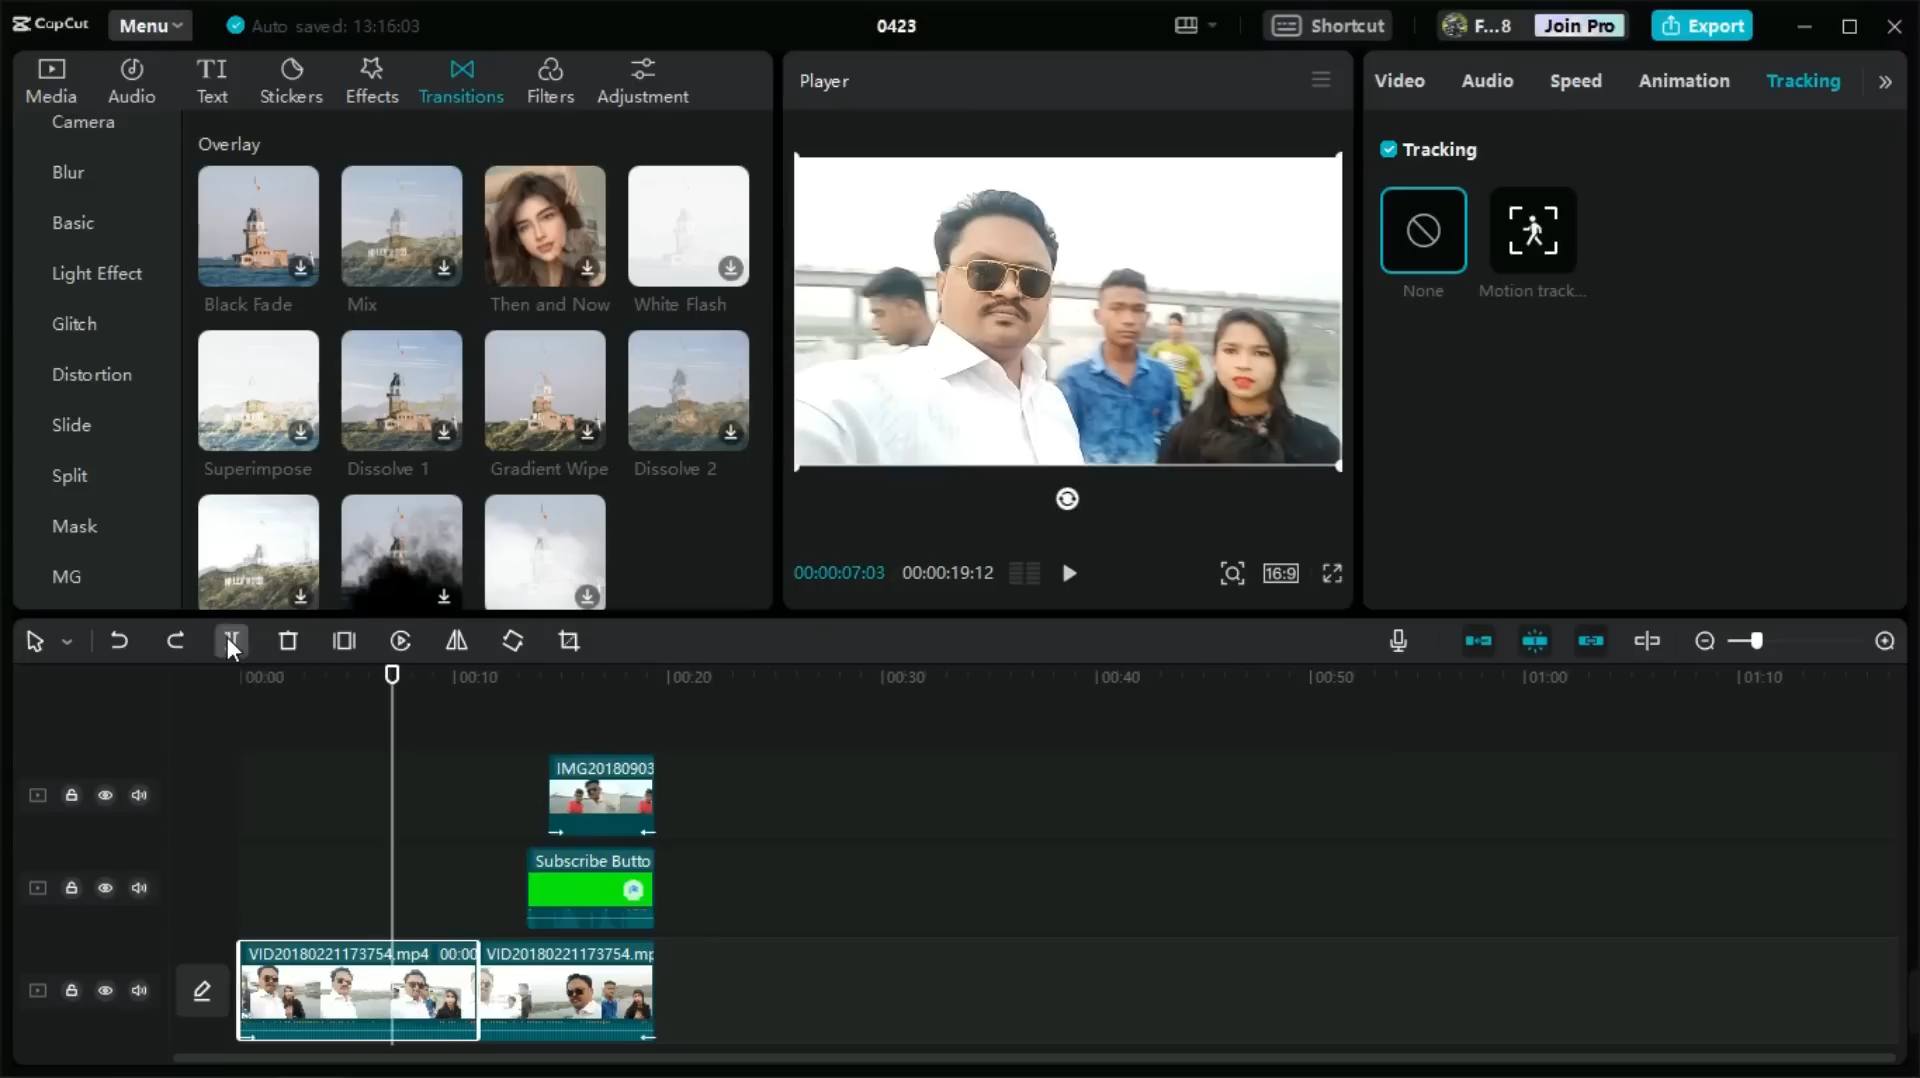 CapCut Menu Auto saved: 13:16:03 0423 Shortcut F...8 Join Pro Export
Media Audio Text Stickers Effects Transitions Filters Adjustment
Camera
Blur
Basic
Light Effect
Glitch
Distortion
Slide
Split
Mask
MG
Overlay
Black Fade Mix Then and Now White Flash
Superimpose Dissolve 1 Gradient Wipe Dissolve 2
Player
00:00:07:03 00:00:19:12 16:9
Video Audio Speed Animation Tracking
Tracking
None Motion track...
00:00 00:10 00:20 00:30 00:40 00:50 01:00 01:10
IMG20180903
Subscribe Butto
VID20180221173754.mp4 00:00 VID20180221173754.mp